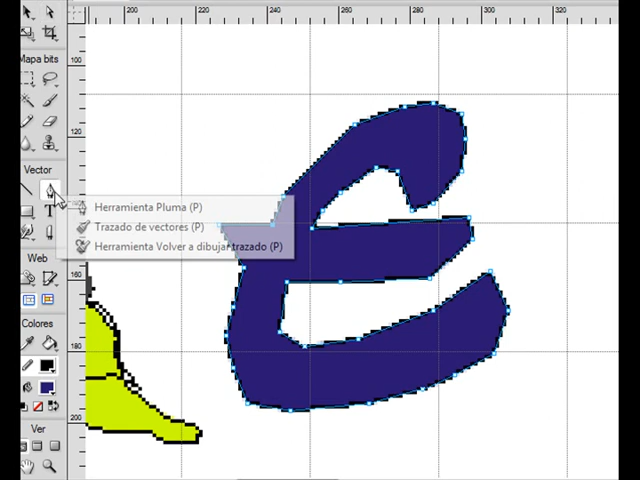 200
220
240
260
280
300
320
100
120
140
160
180
200
Mapa bits
Vector
T
Herramienta Pluma (P)
Trazado de vectores (P)
Herramienta Volver a dibujar trazado (P)
Web
Colores
Ver